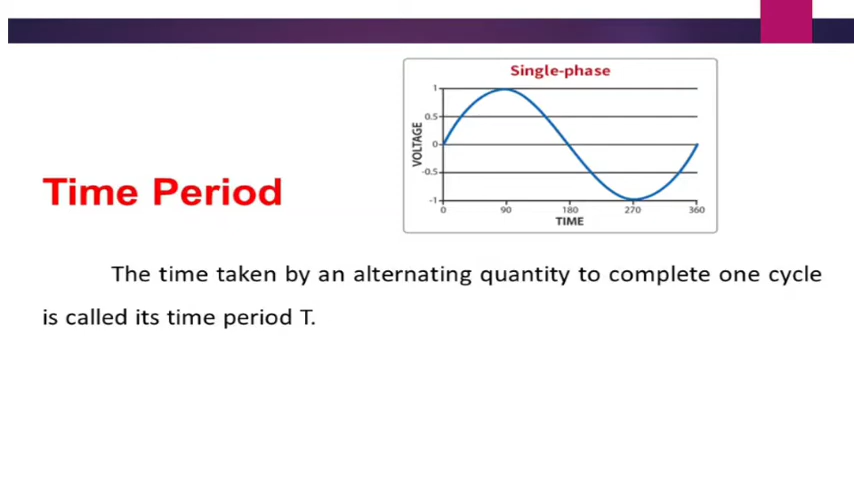 Single-phase
VOLTAGE
1
0.5
0
-0.5
-1
0 90 180 270 360
TIME
Time Period
The time taken by an alternating quantity to complete one cycle
is called its time period T.